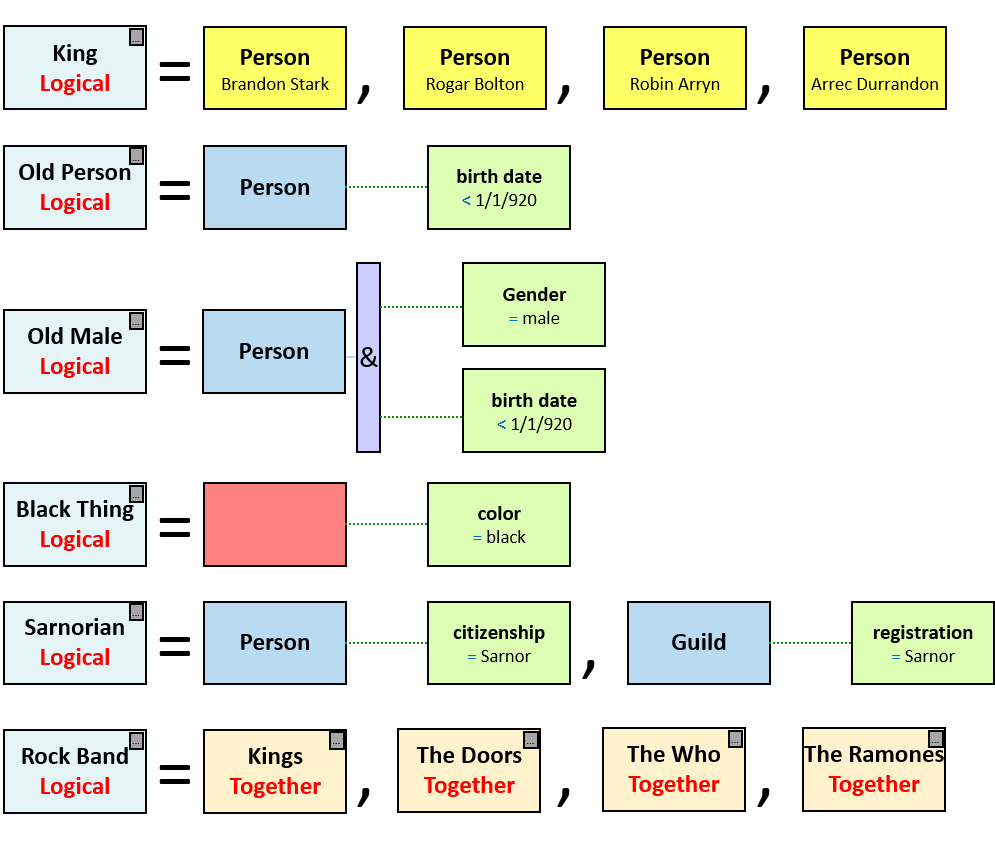 King
Logical
...
=
Person
Brandon Stark
,
Person
Rogar Bolton
,
Person
Robin Arryn
,
Person
Arrec Durrandon
Old Person
Logical
...
=
Person
birth date
< 1/1/920
Old Male
Logical
...
=
Person
&
Gender
= male
birth date
< 1/1/920
Black Thing
Logical
...
=
color
= black
Sarnorian
Logical
...
=
Person
citizenship
= Sarnor
,
Guild
registration
= Sarnor
Rock Band
Logical
...
=
Kings
Together
...
,
The Doors
Together
...
,
The Who
Together
...
,
The Ramones
Together
...